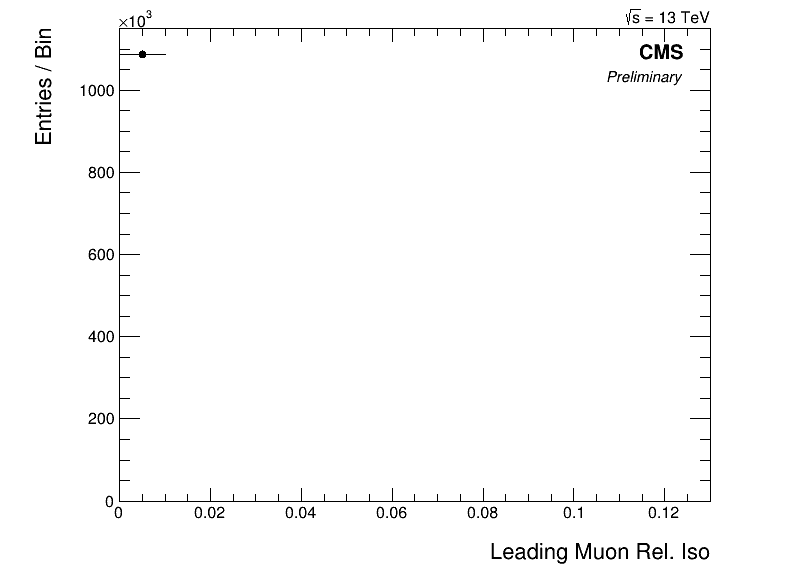 ×10³
√s = 13 TeV
Entries / Bin
CMS
Preliminary
1000
800
600
400
200
0
0 0.02 0.04 0.06 0.08 0.1 0.12
Leading Muon Rel. Iso